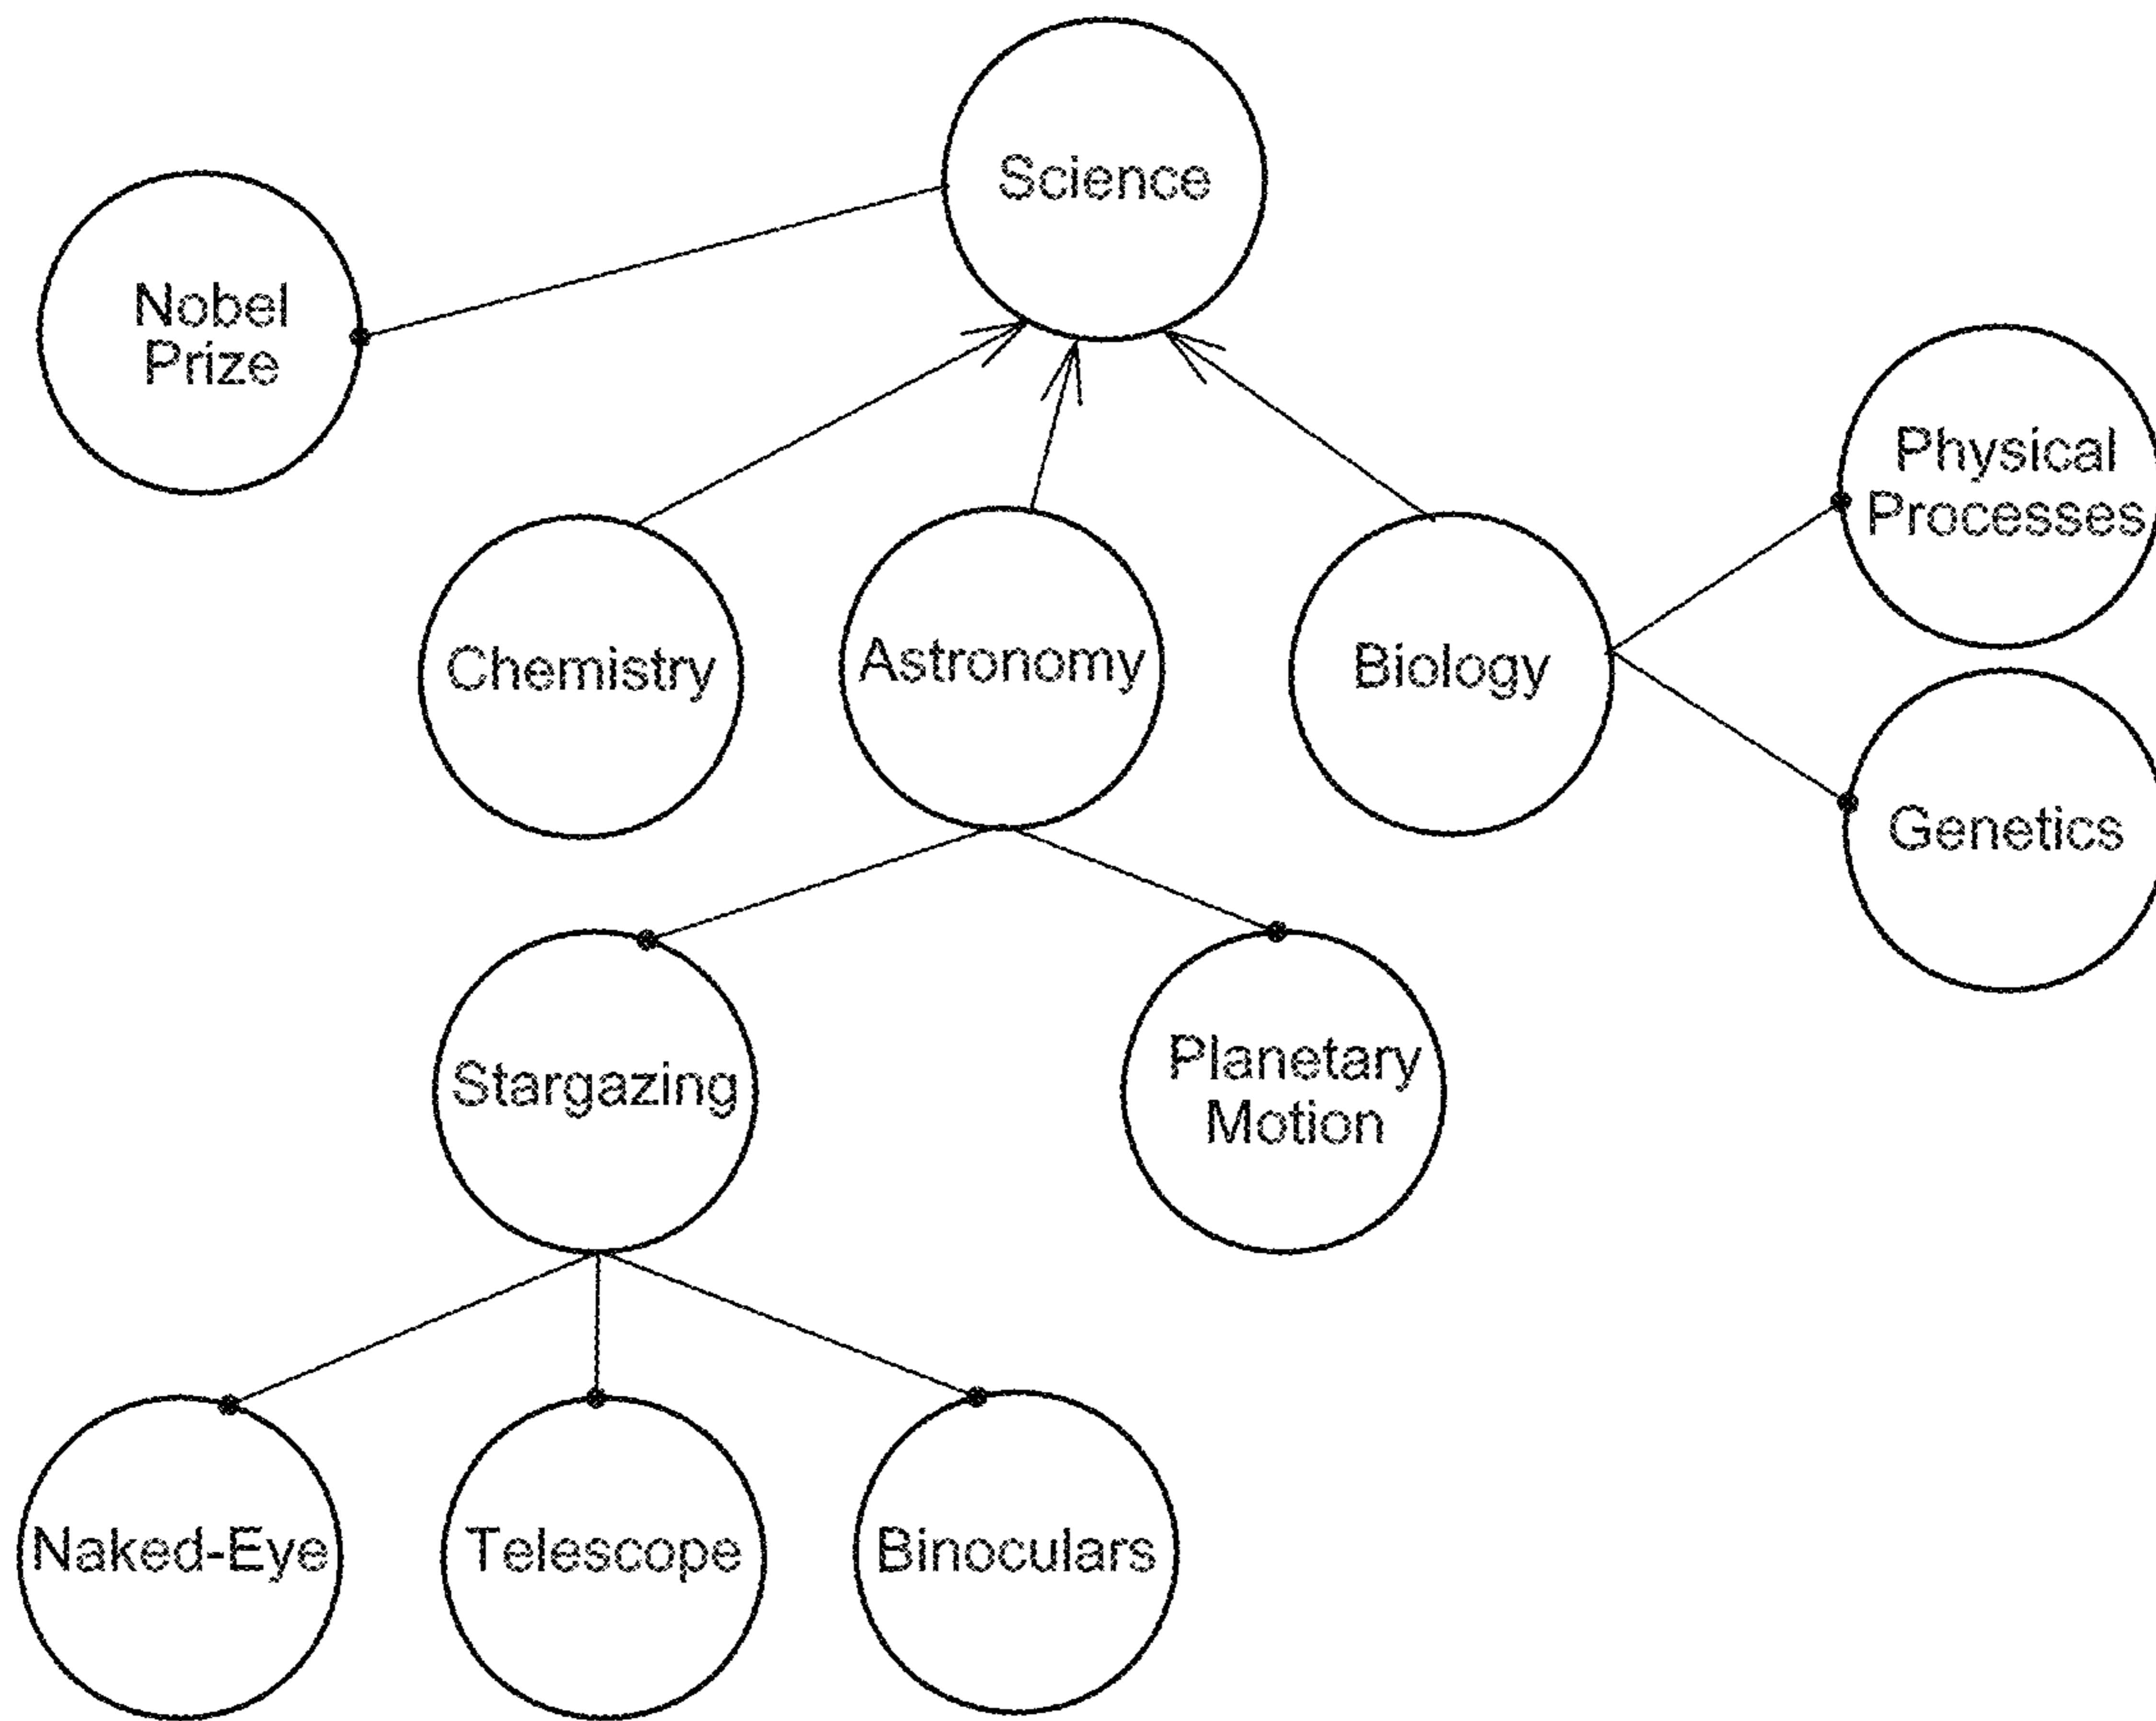 Science
Nobel
Prize
Physical
Processes
Chemistry
Astronomy
Biology
Genetics
Stargazing
Planetary
Motion
Naked-Eye
Telescope
Binoculars